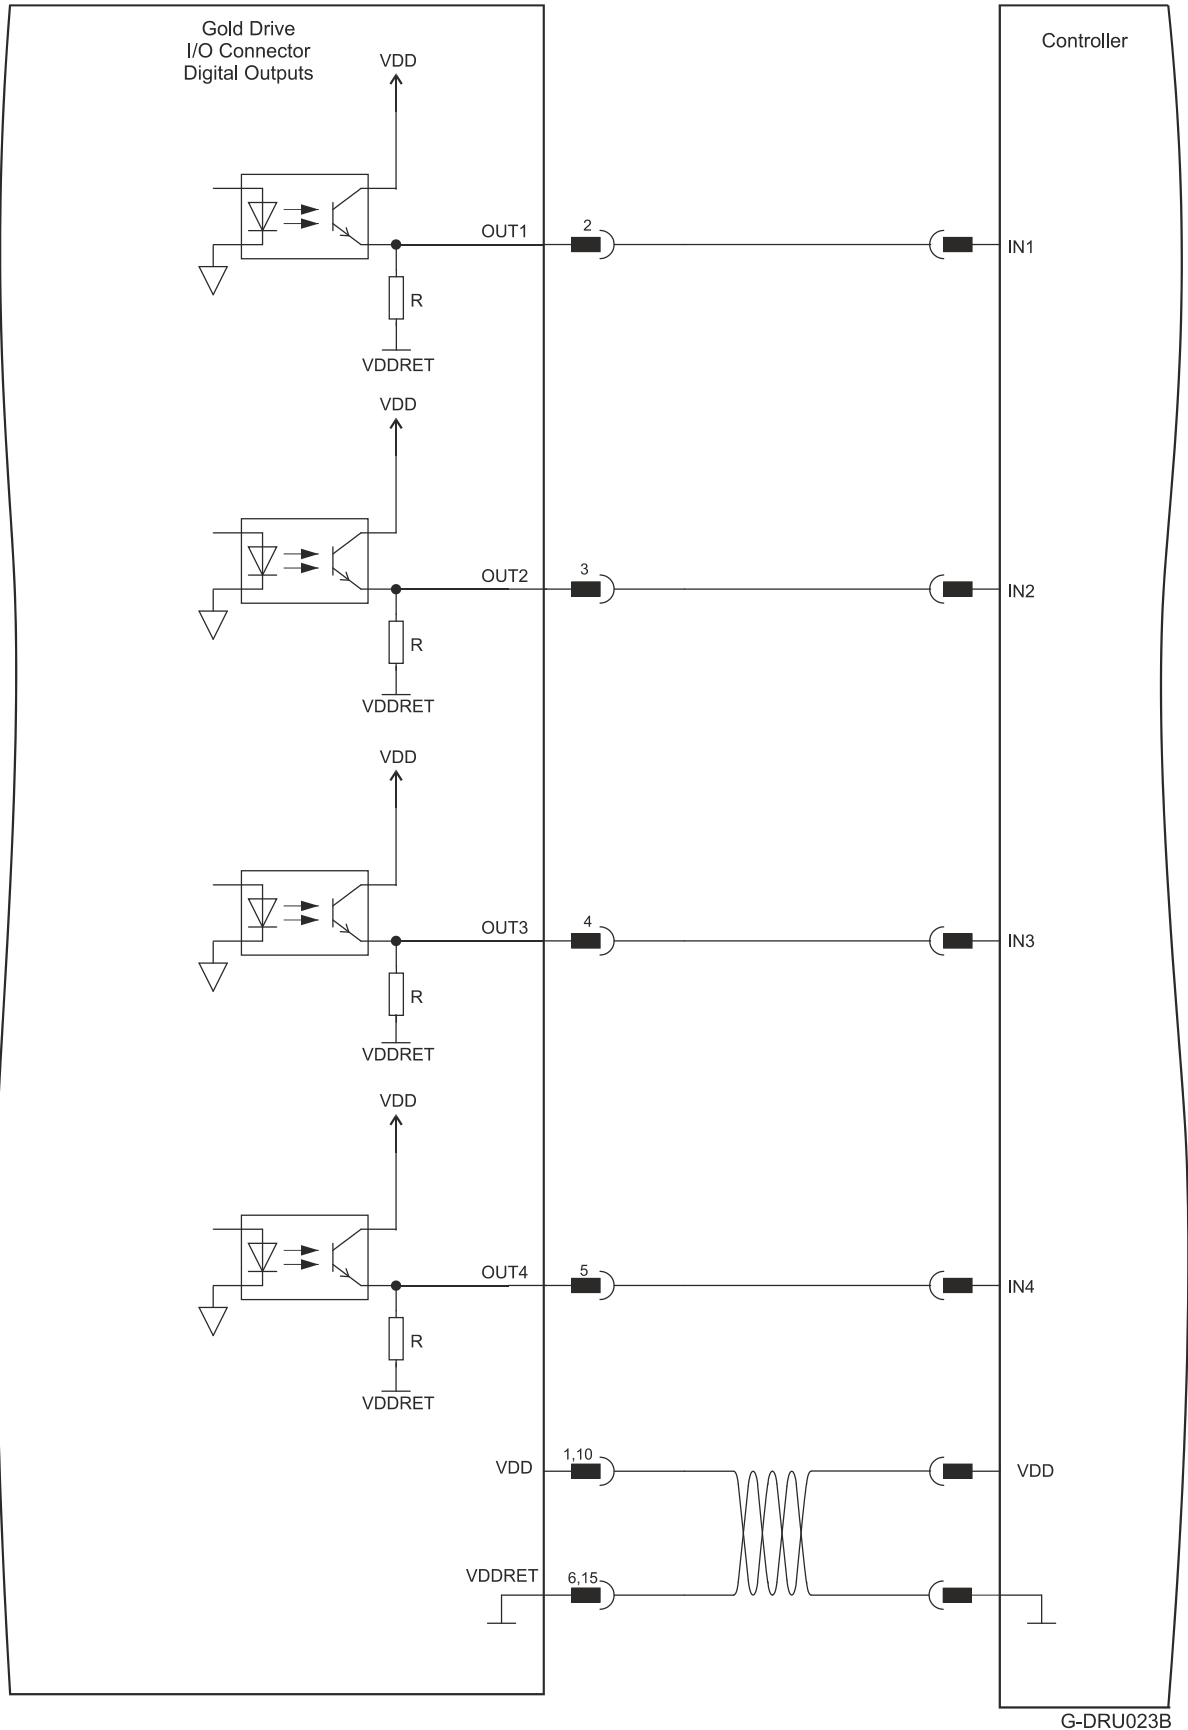 Gold Drive
I/O Connector
Digital Outputs
Controller
VDD
OUT1
2
IN1
R
VDDRET
VDD
OUT2
3
IN2
R
VDDRET
VDD
OUT3
4
IN3
R
VDDRET
VDD
OUT4
5
IN4
R
VDDRET
VDD
1,10
VDD
VDDRET
6,15
G-DRU023B